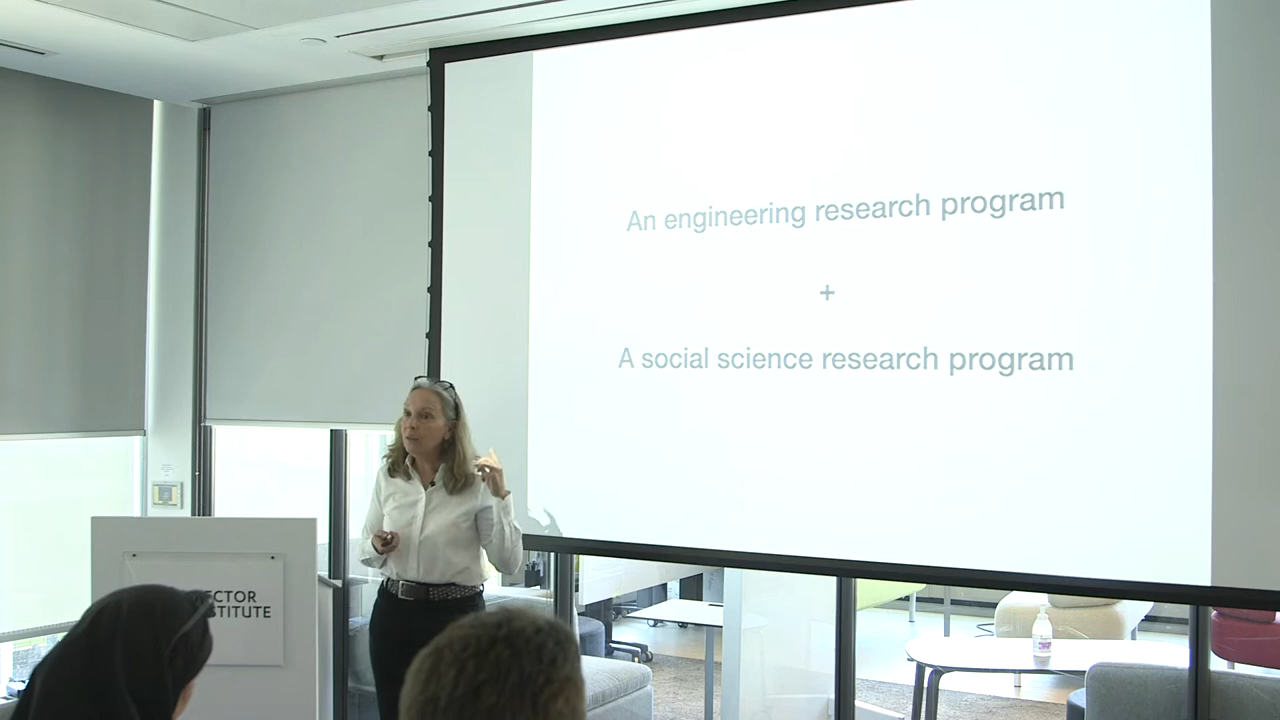 An engineering research program
+
A social science research program
ECTOR
STITUTE